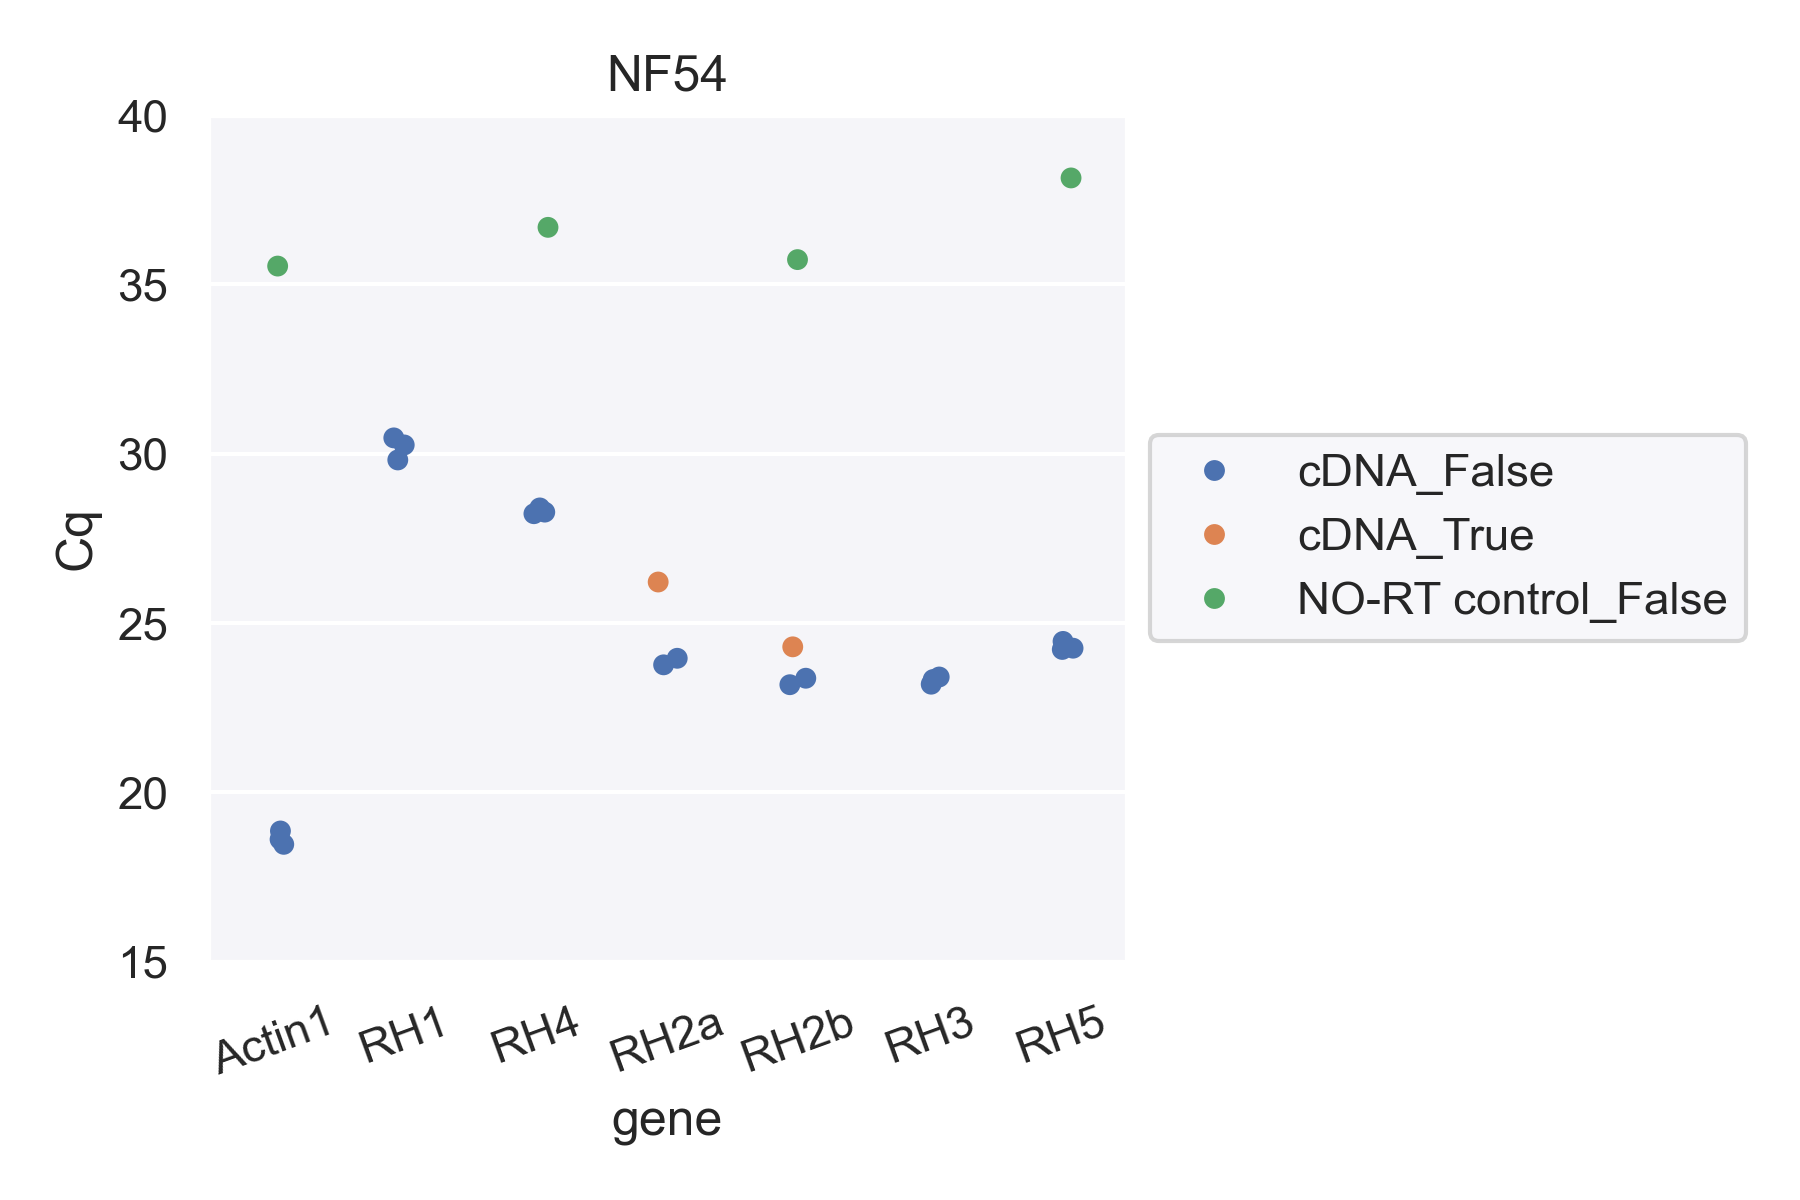 NF54
40
35
30
25
20
15
Cq
Actin1 RH1 RH4 RH2a RH2b RH3 RH5
gene
cDNA_False
cDNA_True
NO-RT control_False